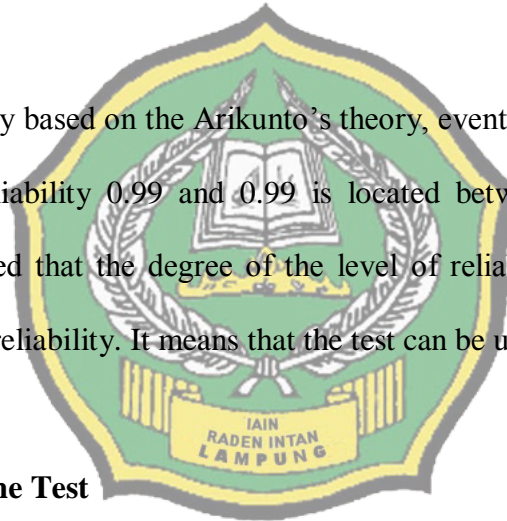 y based on the Arikunto’s theory, event
iability 0.99 and 0.99 is located betw
ed that the degree of the level of relia
reliability. It means that the test can be u
IAIN
RADEN INTAN
LAMPUNG
ne Test